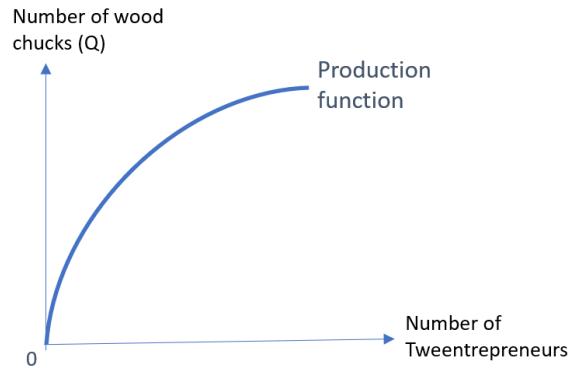 Number of wood
chucks (Q)
Production
function
Number of
Tweentrepreneurs
0